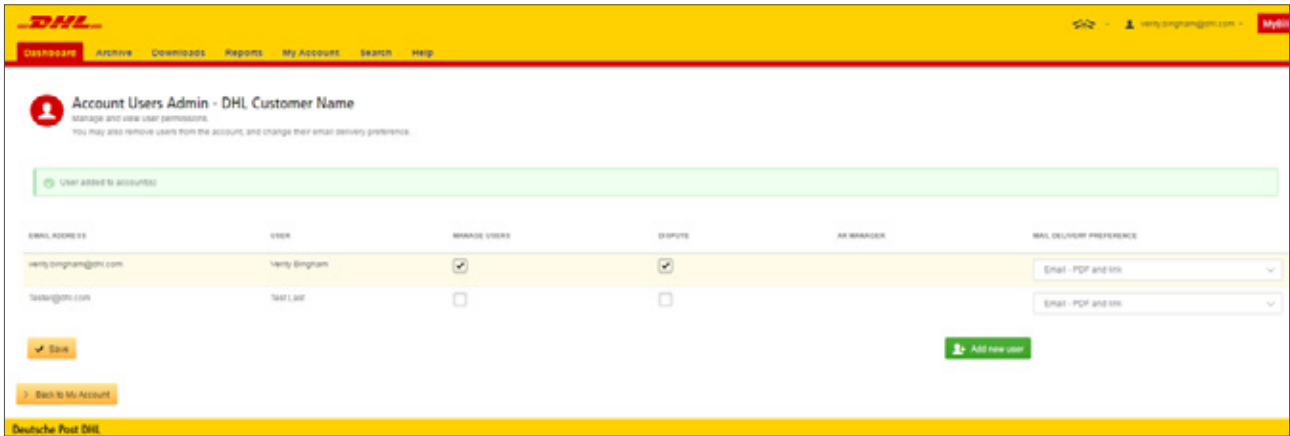 DHL
verity.bingham@dhl.com
MyBill
Dashboard Archive Downloads Reports My Account Search Help
Account Users Admin - DHL Customer Name
Manage and view user permissions.
You may also remove users from the account, and change their email delivery preference.
User added to account(s)
EMAIL ADDRESS USER MANAGE USERS DISPUTE AR MANAGER MAIL DELIVERY PREFERENCE
verity.bingham@dhl.com Verity Bingham Email - PDF and link
Tester@dhl.com Test Last Email - PDF and link
Save Add new user
Back to My Account
Deutsche Post DHL